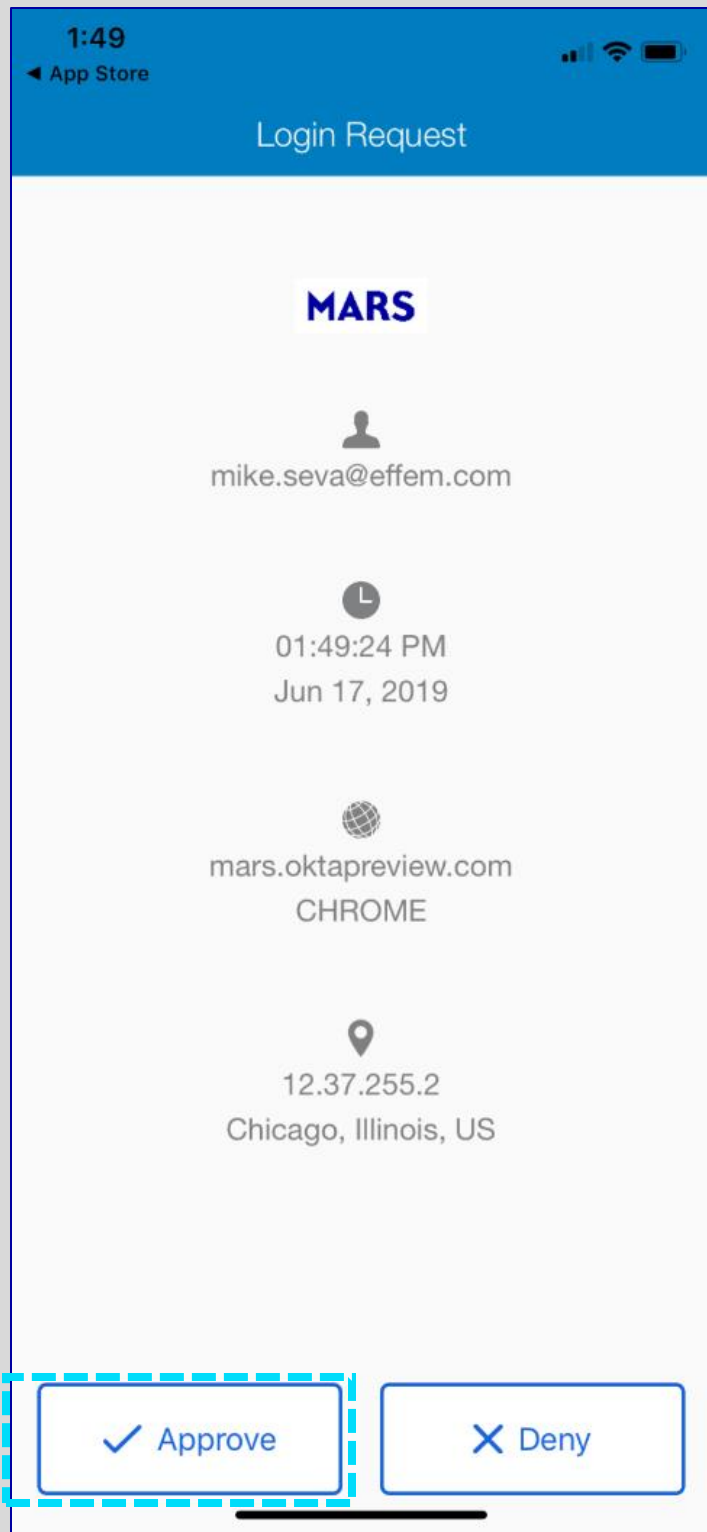 1:49
◀ App Store
Login Request
MARS
mike.seva@effem.com
01:49:24 PM
Jun 17, 2019
mars.oktapreview.com
CHROME
12.37.255.2
Chicago, Illinois, US
✓ Approve
✕ Deny